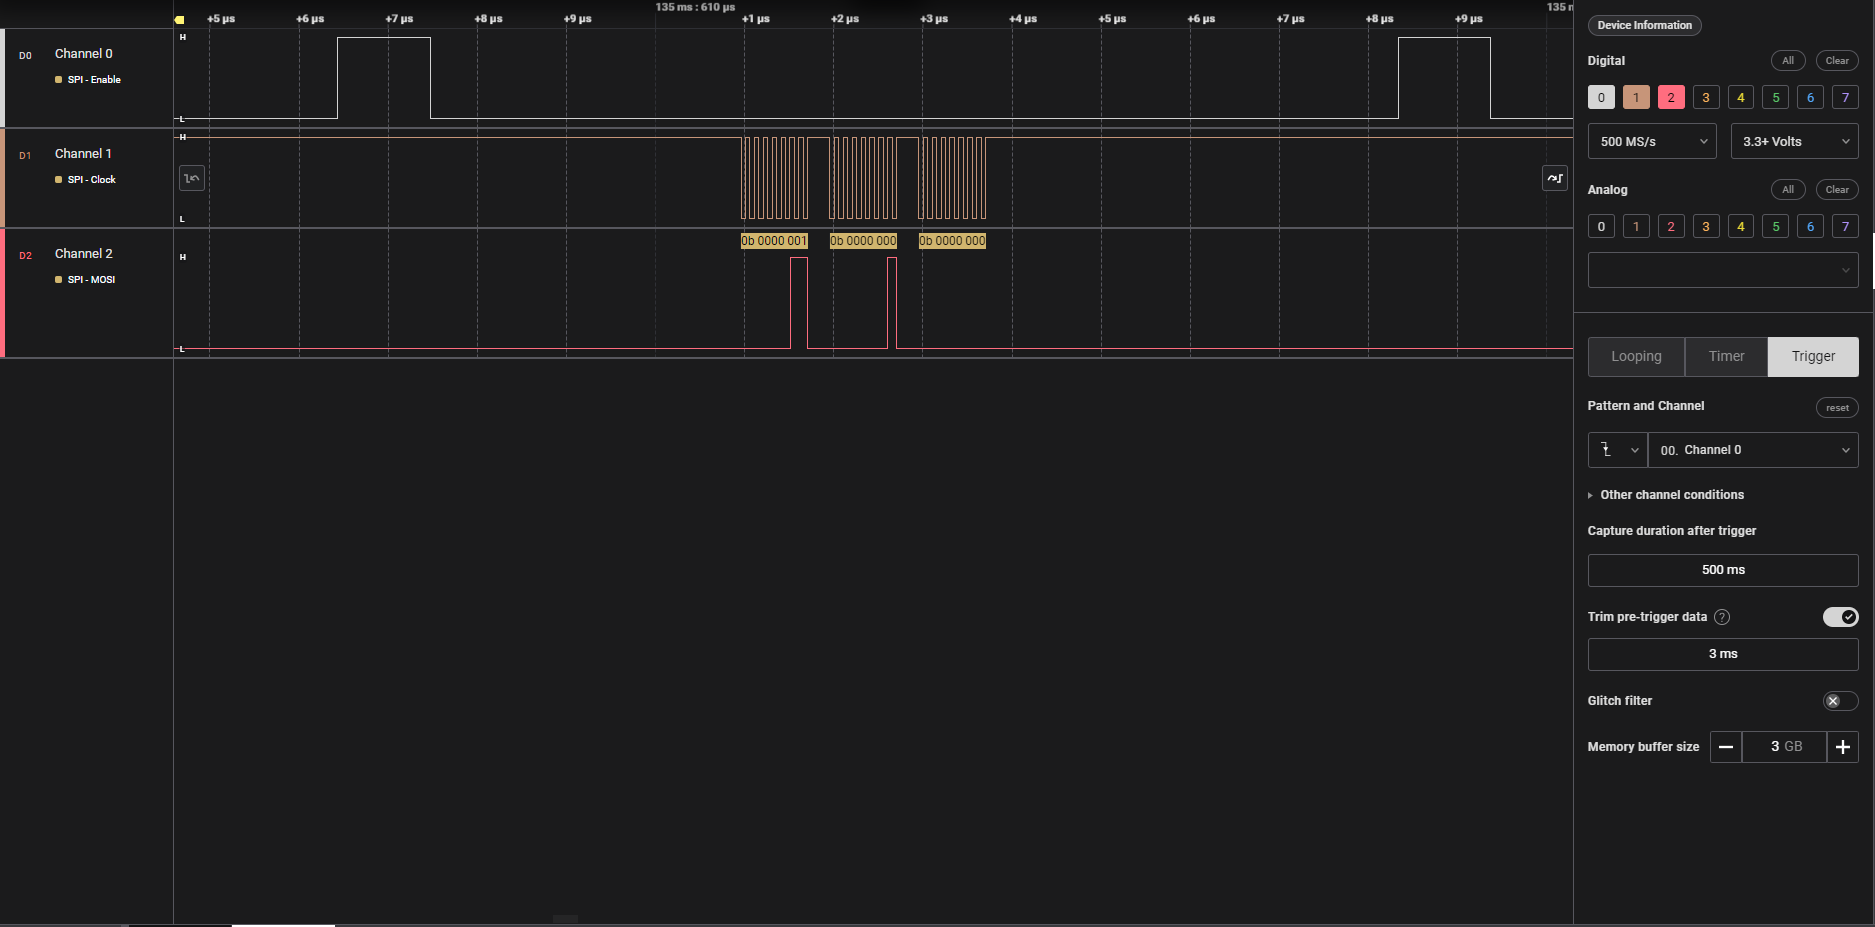 135 ms : 610 µs
135 m
+5 µs +6 µs +7 µs +8 µs +9 µs +1 µs +2 µs +3 µs +4 µs +5 µs +6 µs +7 µs +8 µs +9 µs
D0 Channel 0
SPI - Enable
H
L
D1 Channel 1
SPI - Clock
H
L
D2 Channel 2
SPI - MOSI
0b 0000 001 0b 0000 000 0b 0000 000
H
L
Device Information
Digital All Clear
0 1 2 3 4 5 6 7
500 MS/s 3.3+ Volts
Analog All Clear
0 1 2 3 4 5 6 7
Looping Timer Trigger
Pattern and Channel reset
00. Channel 0
Other channel conditions
Capture duration after trigger
500 ms
Trim pre-trigger data ?
3 ms
Glitch filter
Memory buffer size 3 GB